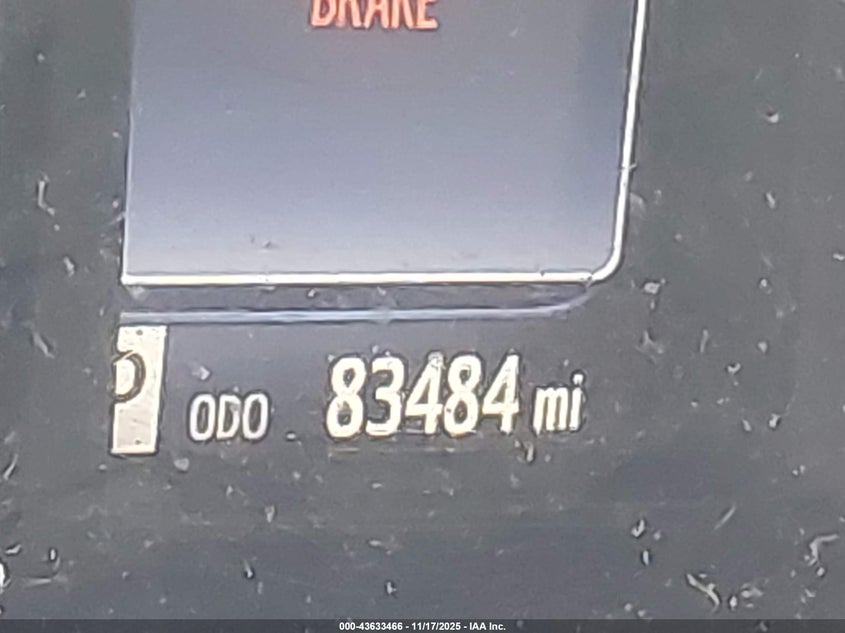 BRAKE
P
ODO 83484 mi
000-43633466 - 11/17/2025 - IAA Inc.